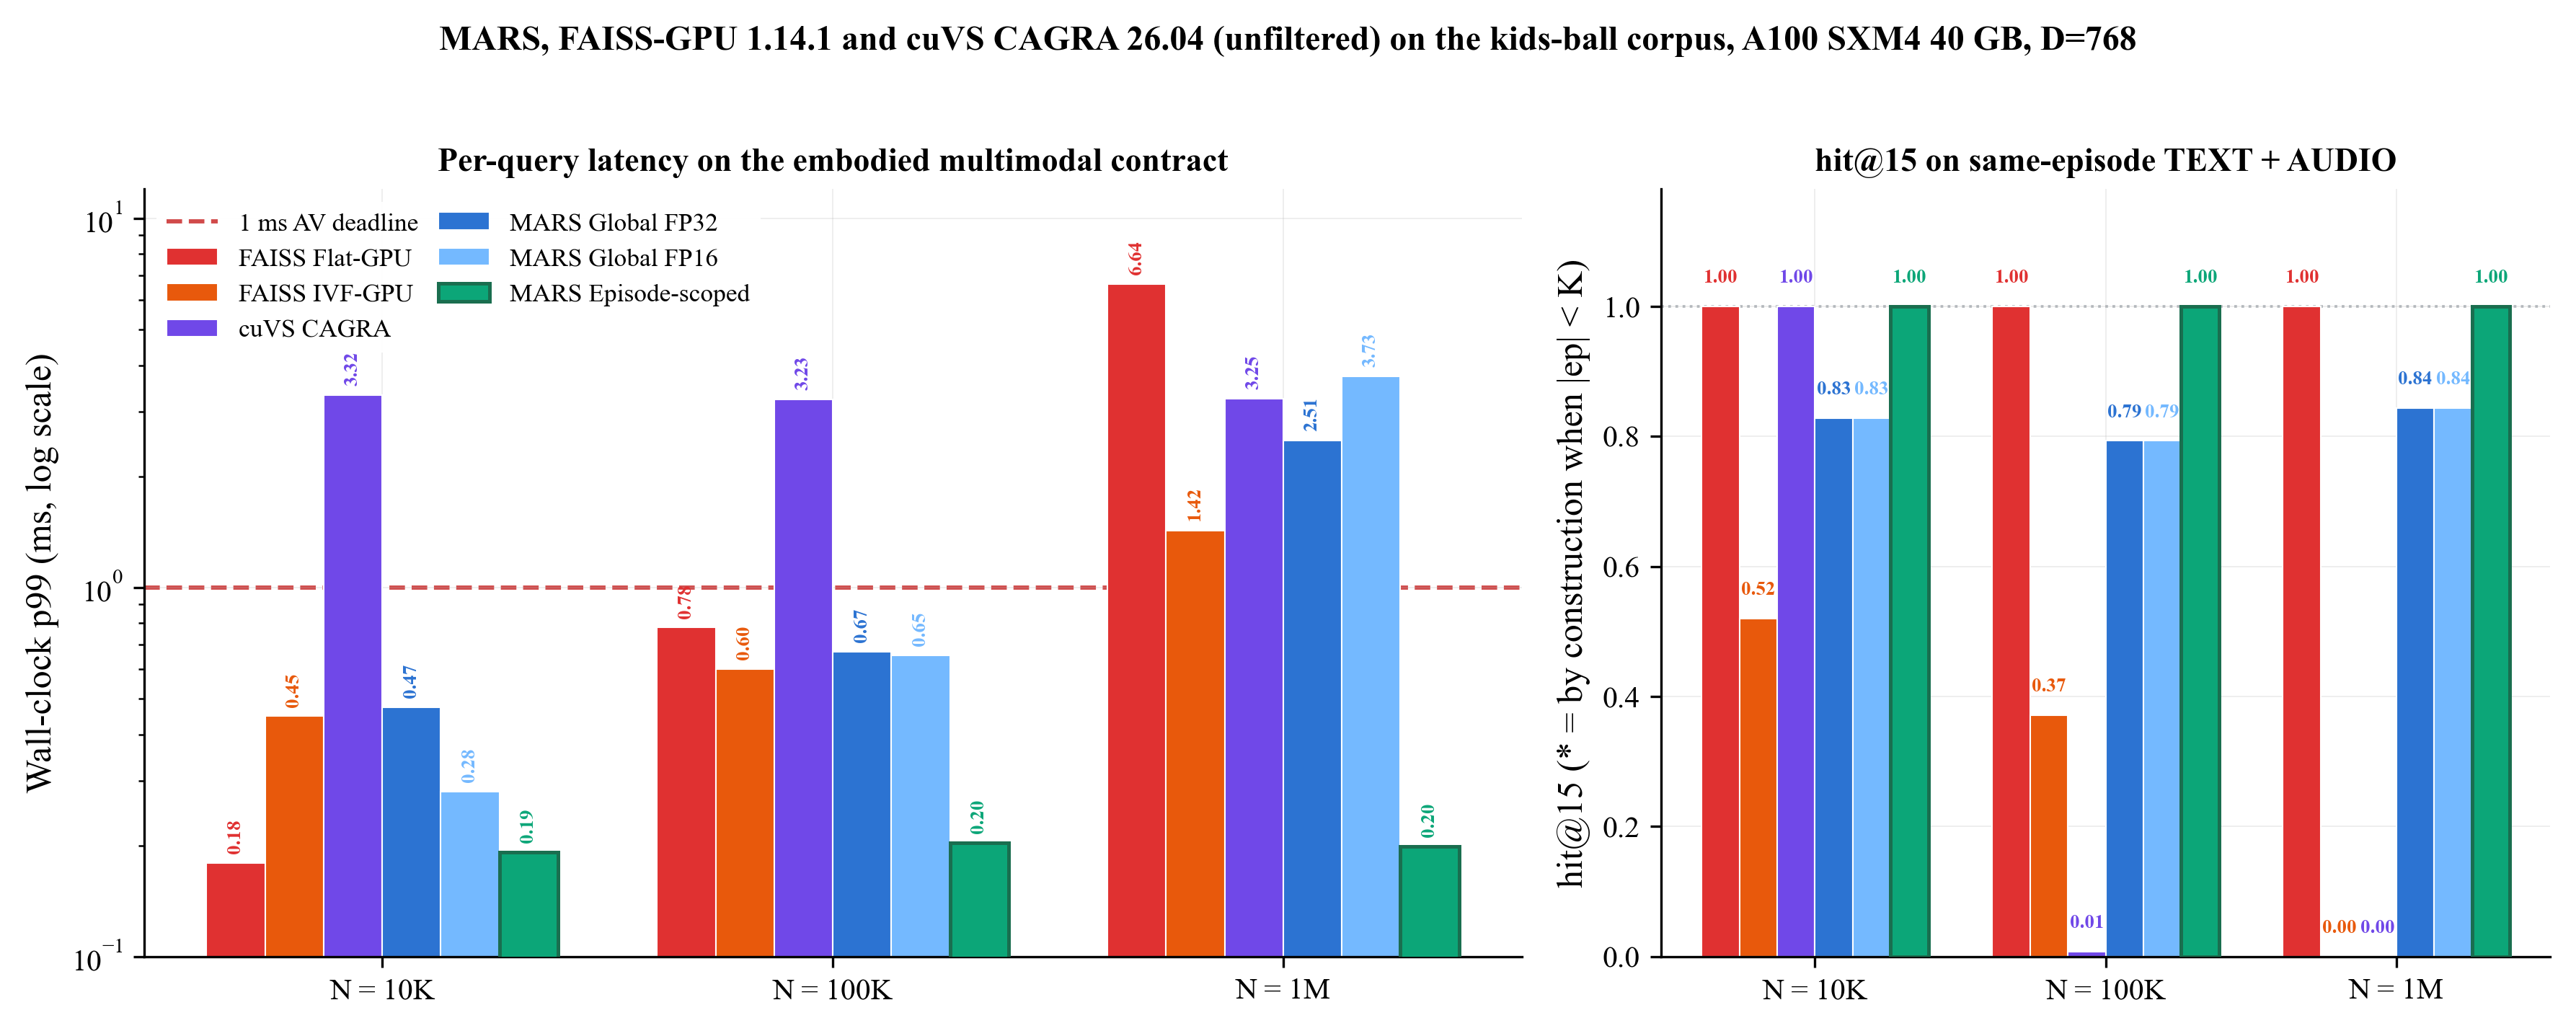 MARS, FAISS-GPU 1.14.1 and cuVS CAGRA 26.04 (unfiltered) on the kids-ball corpus, A100 SXM4 40 GB, D=768
Per-query latency on the embodied multimodal contract
Wall-clock p99 (ms, log scale)
10^1
10^0
10^−1
1 ms AV deadline
FAISS Flat-GPU
FAISS IVF-GPU
cuVS CAGRA
MARS Global FP32
MARS Global FP16
MARS Episode-scoped
0.18
0.45
3.32
0.47
0.28
0.19
0.78
0.60
3.23
0.67
0.65
0.20
6.64
1.42
3.25
2.51
3.73
0.20
N = 10K
N = 100K
N = 1M
hit@15 on same-episode TEXT + AUDIO
hit@15 (* = by construction when |ep| < K)
1.0
0.8
0.6
0.4
0.2
0.0
1.00
0.52
1.00
0.83
0.83
1.00
1.00
0.37
0.01
0.79
0.79
1.00
1.00
0.00
0.00
0.84
0.84
1.00
N = 10K
N = 100K
N = 1M